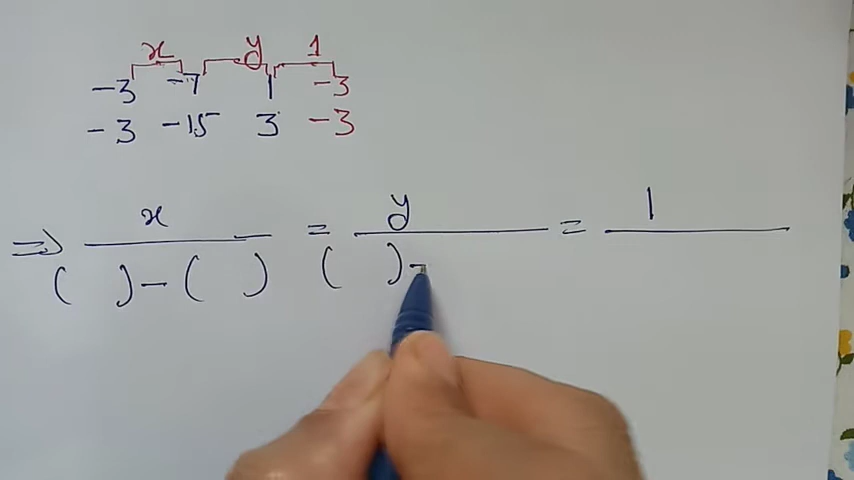 x y 1
-3 -7 1 -3
-3 -15 3 -3
⇒ x/(( )-( )) = y/(( )- = 1/